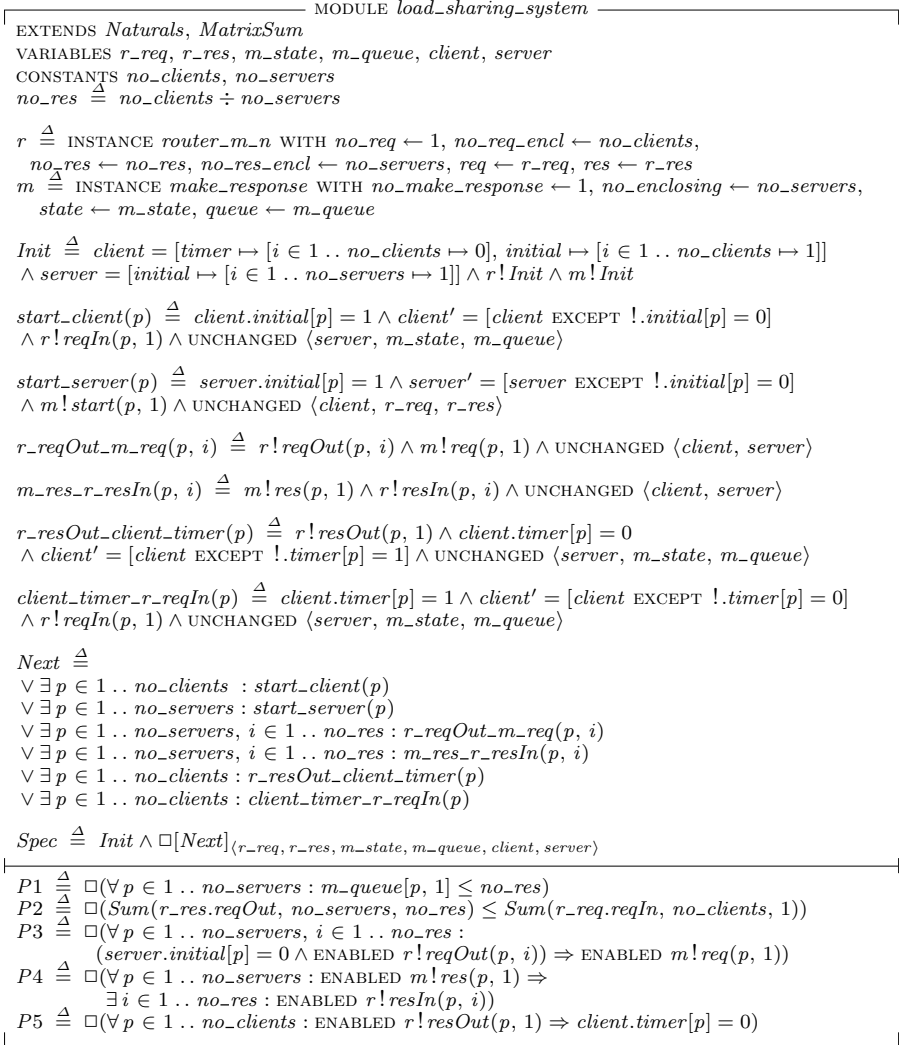 MODULE load_sharing_system
EXTENDS Naturals, MatrixSum
VARIABLES r_req, r_res, m_state, m_queue, client, server
CONSTANTS no_clients, no_servers
no_res ≜ no_clients ÷ no_servers
r ≜ INSTANCE router_m_n WITH no_req ← 1, no_req_encl ← no_clients,
no_res ← no_res, no_res_encl ← no_servers, req ← r_req, res ← r_res
m ≜ INSTANCE make_response WITH no_make_response ← 1, no_enclosing ← no_servers,
state ← m_state, queue ← m_queue
Init ≜ client = [timer ↦ [i ∈ 1 .. no_clients ↦ 0], initial ↦ [i ∈ 1 .. no_clients ↦ 1]]
∧ server = [initial ↦ [i ∈ 1 .. no_servers ↦ 1]] ∧ r!Init ∧ m!Init
start_client(p) ≜ client.initial[p] = 1 ∧ client' = [client EXCEPT !.initial[p] = 0]
∧ r!reqIn(p, 1) ∧ UNCHANGED ⟨server, m_state, m_queue⟩
start_server(p) ≜ server.initial[p] = 1 ∧ server' = [server EXCEPT !.initial[p] = 0]
∧ m!start(p, 1) ∧ UNCHANGED ⟨client, r_req, r_res⟩
r_reqOut_m_req(p, i) ≜ r!reqOut(p, i) ∧ m!req(p, 1) ∧ UNCHANGED ⟨client, server⟩
m_res_r_resIn(p, i) ≜ m!res(p, 1) ∧ r!resIn(p, i) ∧ UNCHANGED ⟨client, server⟩
r_resOut_client_timer(p) ≜ r!resOut(p, 1) ∧ client.timer[p] = 0
∧ client' = [client EXCEPT !.timer[p] = 1] ∧ UNCHANGED ⟨server, m_state, m_queue⟩
client_timer_r_reqIn(p) ≜ client.timer[p] = 1 ∧ client' = [client EXCEPT !.timer[p] = 0]
∧ r!reqIn(p, 1) ∧ UNCHANGED ⟨server, m_state, m_queue⟩
Next ≜
∨ ∃ p ∈ 1 .. no_clients : start_client(p)
∨ ∃ p ∈ 1 .. no_servers : start_server(p)
∨ ∃ p ∈ 1 .. no_servers, i ∈ 1 .. no_res : r_reqOut_m_req(p, i)
∨ ∃ p ∈ 1 .. no_servers, i ∈ 1 .. no_res : m_res_r_resIn(p, i)
∨ ∃ p ∈ 1 .. no_clients : r_resOut_client_timer(p)
∨ ∃ p ∈ 1 .. no_clients : client_timer_r_reqIn(p)
Spec ≜ Init ∧ □[Next]⟨r_req, r_res, m_state, m_queue, client, server⟩
P1 ≜ □(∀ p ∈ 1 .. no_servers : m_queue[p, 1] ≤ no_res)
P2 ≜ □(Sum(r_res.reqOut, no_servers, no_res) ≤ Sum(r_req.reqIn, no_clients, 1))
P3 ≜ □(∀ p ∈ 1 .. no_servers, i ∈ 1 .. no_res :
(server.initial[p] = 0 ∧ ENABLED r!reqOut(p, i)) ⇒ ENABLED m!req(p, 1))
P4 ≜ □(∀ p ∈ 1 .. no_servers : ENABLED m!res(p, 1) ⇒
∃ i ∈ 1 .. no_res : ENABLED r!resIn(p, i))
P5 ≜ □(∀ p ∈ 1 .. no_clients : ENABLED r!resOut(p, 1) ⇒ client.timer[p] = 0)